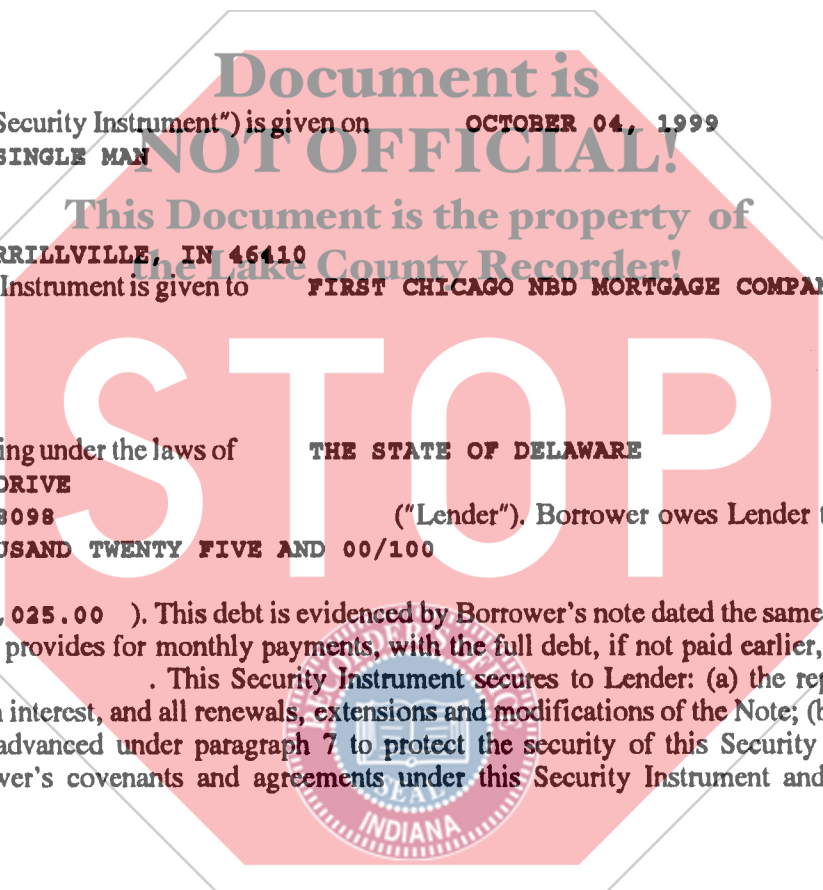 Document is
Security Instrument") is given on OCTOBER 04, 1999
SINGLE MAN
NOT OFFICIAL!
This Document is the property of
RRILLVILLE, IN 46410
the Lake County Recorder!
Instrument is given to FIRST CHICAGO NBD MORTGAGE COMPAN
STOP
ing under the laws of THE STATE OF DELAWARE
DRIVE
8098 ("Lender"). Borrower owes Lender t
USAND TWENTY FIVE AND 00/100
,025.00 ). This debt is evidenced by Borrower's note dated the same
provides for monthly payments, with the full debt, if not paid earlier,
. This Security Instrument secures to Lender: (a) the rep
interest, and all renewals, extensions and modifications of the Note; (b
advanced under paragraph 7 to protect the security of this Security
wer's covenants and agreements under this Security Instrument and
RECORDER'S OFFICE
SEAL
INDIANA